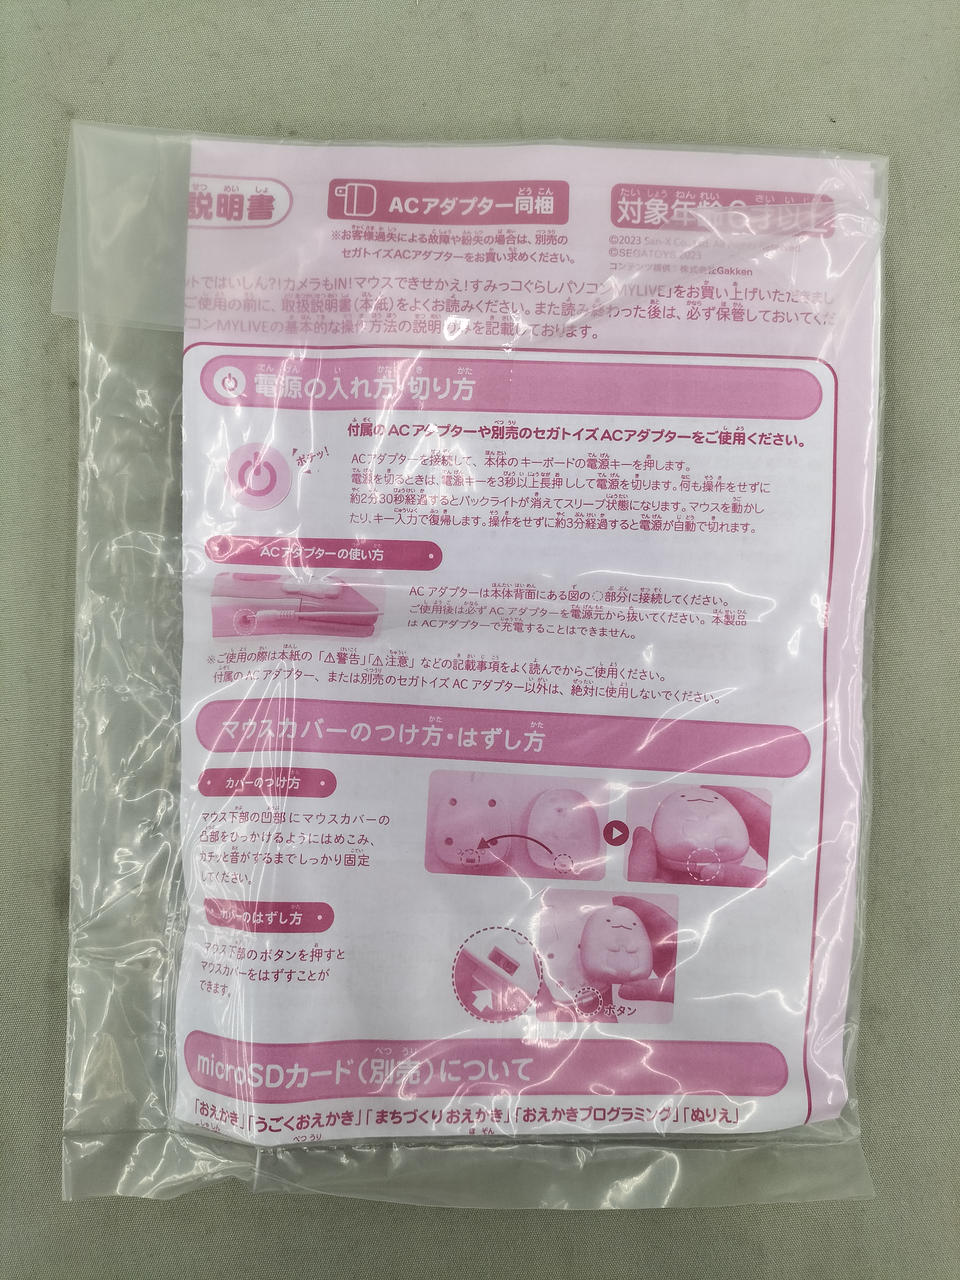 説明書
ACアダプター同梱
対象年齢
※お客様過失による故障や紛失の場合は、別売の
セガトイズACアダプターをお買い求めください。
©2023 San-X Co., Ltd. All Rights Reserved.
©SEGATOYS 2023
コンテンツ提供：株式会社Gakken
ットではいしん?!カメラもIN!マウスできせかえ!すみっコぐらしパソコンMYLIVE」をお買い上げいただきまし
ご使用の前に、取扱説明書(本紙)をよくお読みください。また読み終わった後は、必ず保管しておいてくだ
コンMYLIVEの基本的な操作方法の説明のみを記載しております。
電源の入れ方・切り方
付属のACアダプターや別売のセガトイズACアダプターをご使用ください。
ポチッ!
ACアダプターを接続して、本体のキーボードの電源キーを押します。
電源を切るときは、電源キーを3秒以上長押しして電源を切ります。何も操作をせずに
約2分30秒経過するとバックライトが消えてスリープ状態になります。マウスを動かし
たり、キー入力で復帰します。操作をせずに約3分経過すると電源が自動で切れます。
ACアダプターの使い方
ACアダプターは本体背面にある図の◌部分に接続してください。
ご使用後は必ずACアダプターを電源元から抜いてください。本製品
はACアダプターで充電することはできません。
※ご使用の際は本紙の「⚠警告」「⚠注意」などの記載事項をよく読んでからご使用ください。
付属のACアダプター、または別売のセガトイズACアダプター以外は、絶対に使用しないでください。
マウスカバーのつけ方・はずし方
カバーのつけ方
マウス下部の凹部にマウスカバーの
凸部をひっかけるようにはめこみ、
カチッと音がするまでしっかり固定
してください。
カバーのはずし方
マウス下部のボタンを押すと
マウスカバーをはずすことが
できます。
ボタン
microSDカード(別売)について
「おえかき」「うごくおえかき」「まちづくりおえかき」「おえかきプログラミング」「ぬりえ」